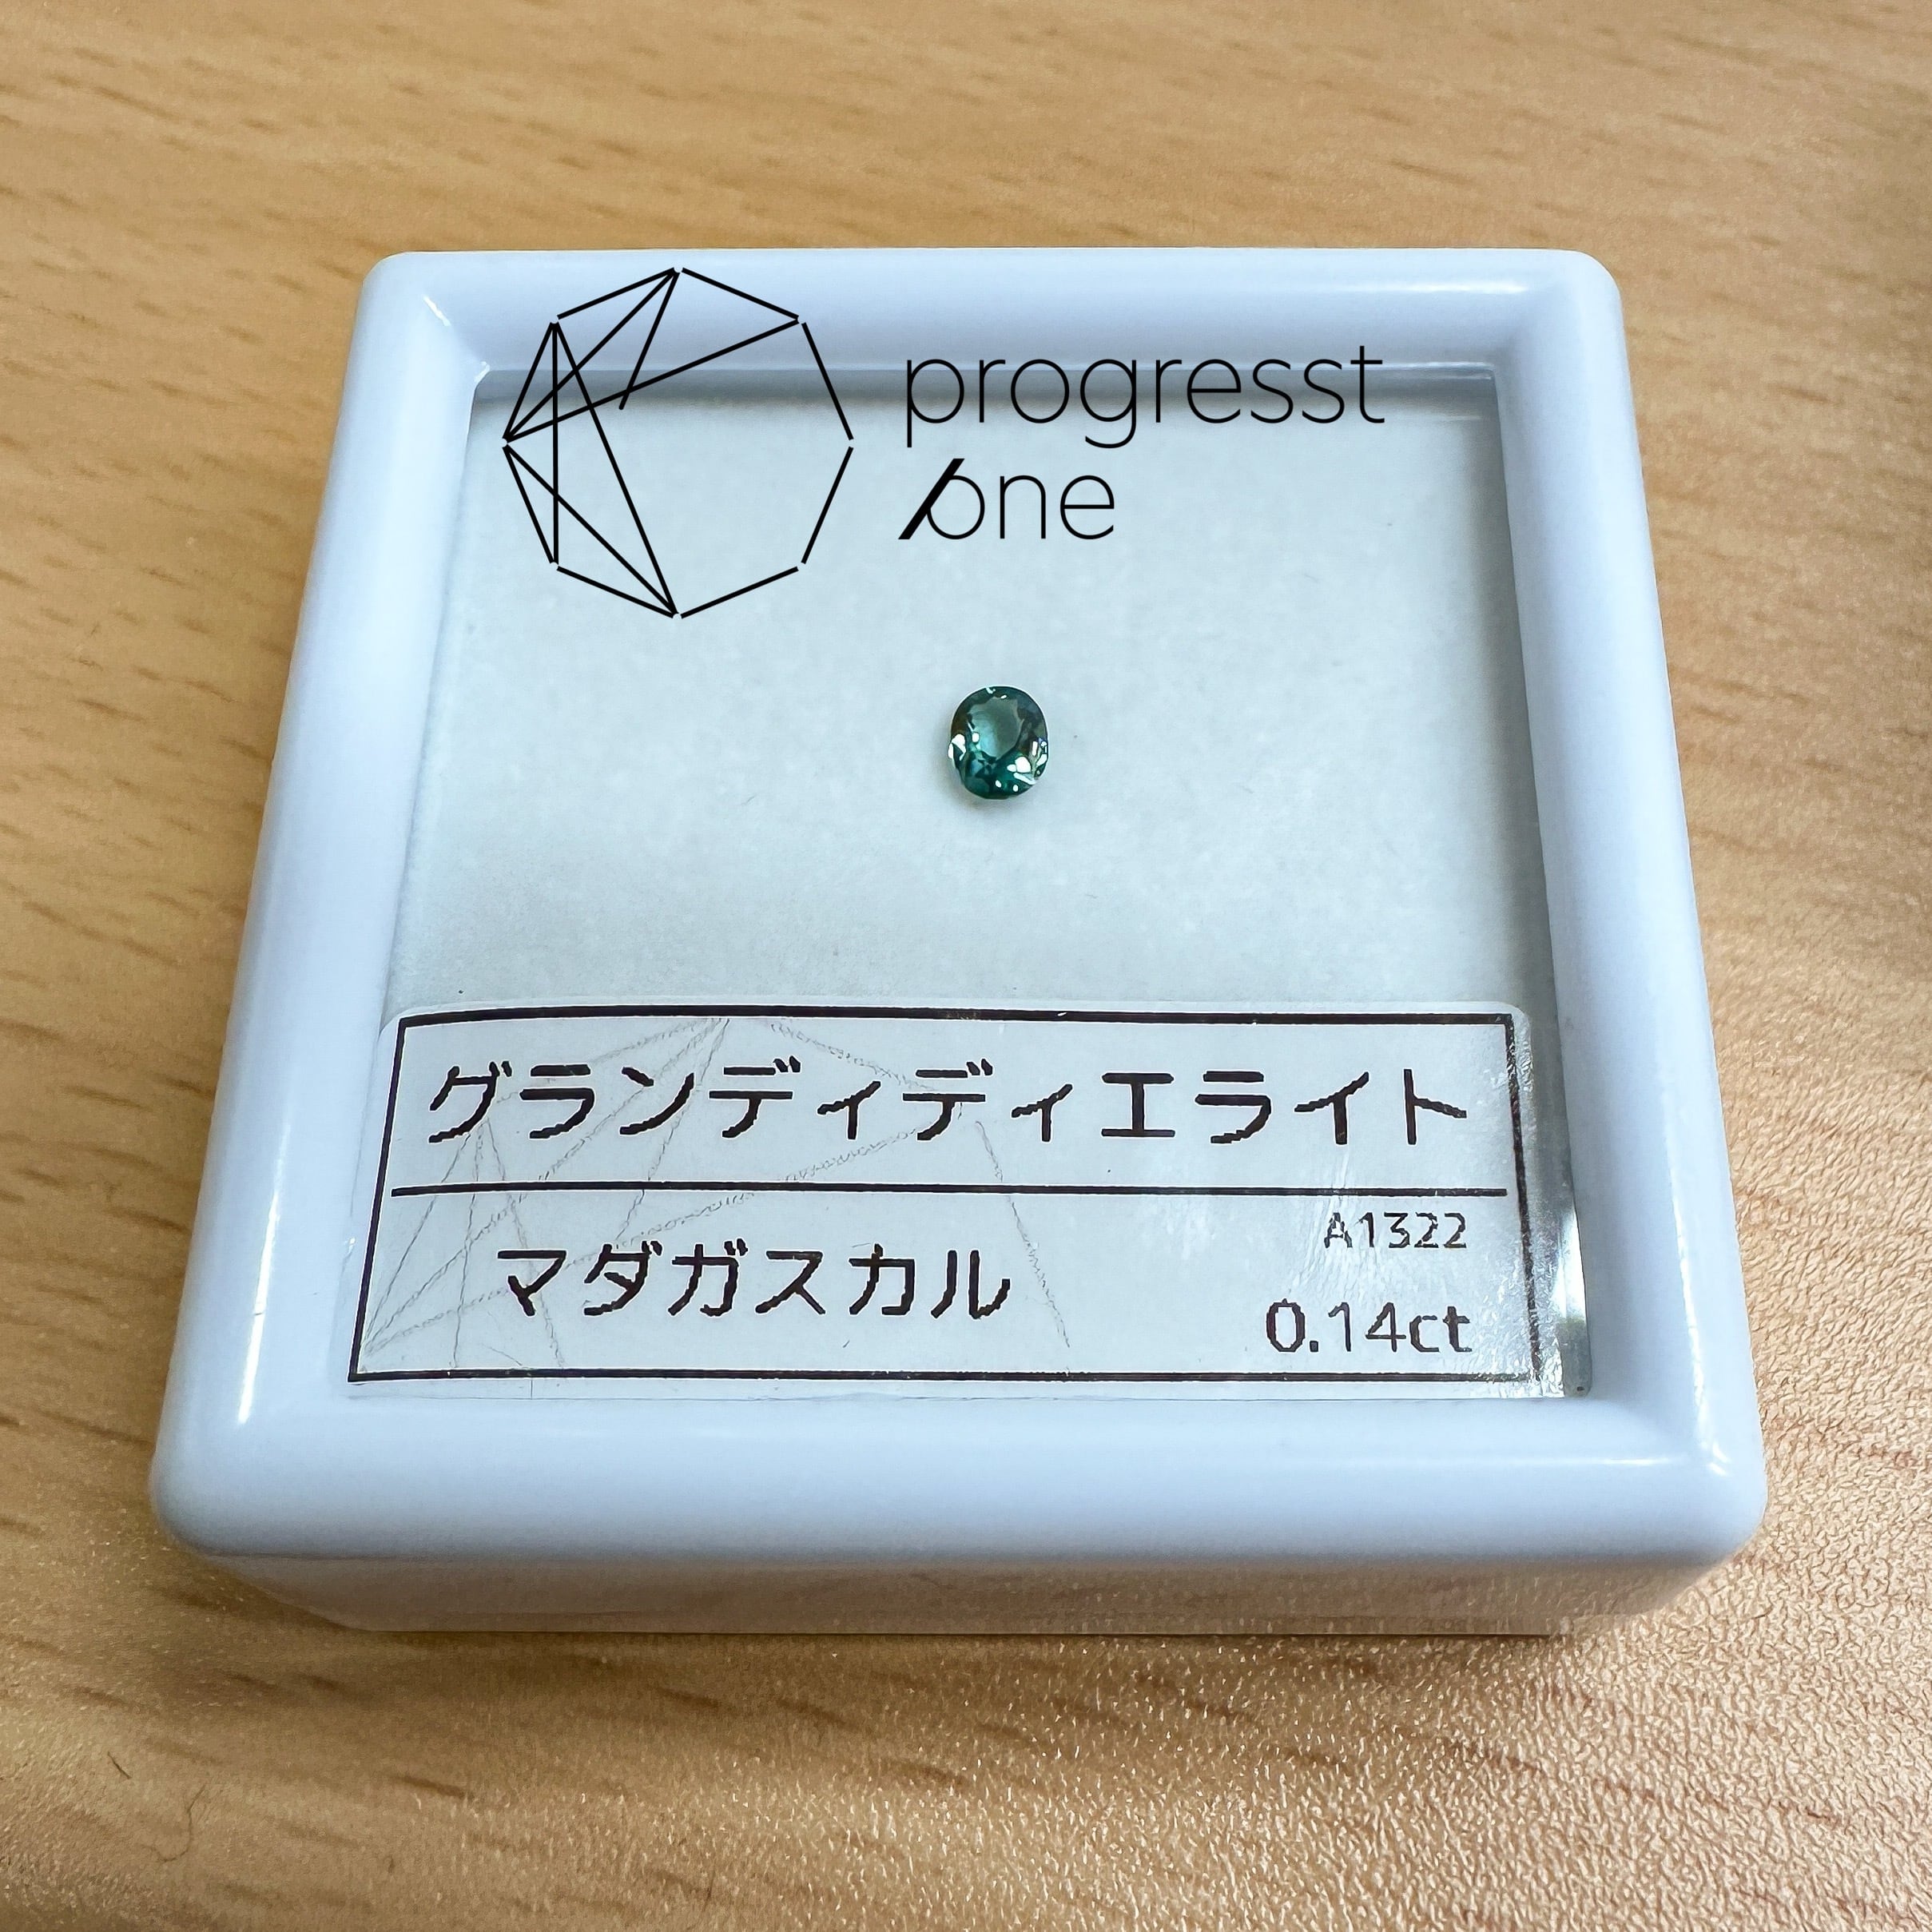 progresst
one
グランディディエライト
マダガスカル
A1322
0.14ct